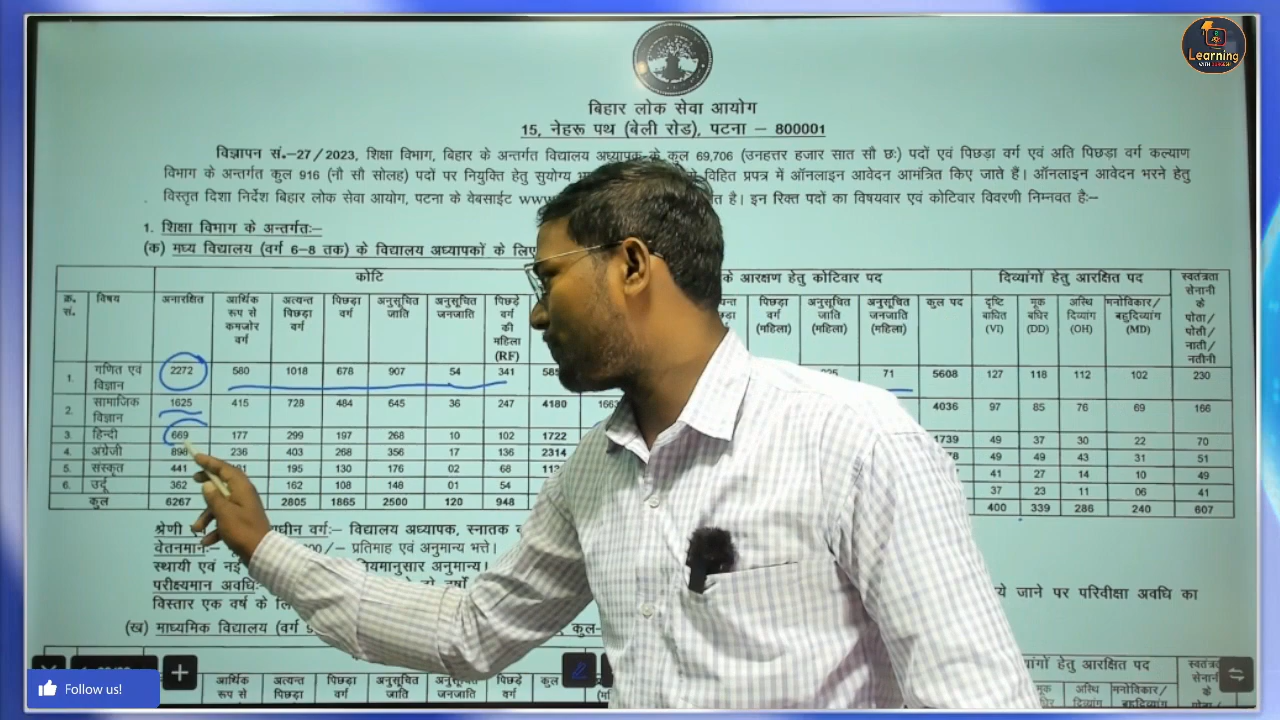 Learning
बिहार लोक सेवा आयोग
15, नेहरू पथ (बेली रोड), पटना – 800001
विज्ञापन सं.–27/2023, शिक्षा विभाग, बिहार के अन्तर्गत विद्यालय अध्यापक के कुल 69,706 (उनहत्तर हजार सात सौ छः) पदों एवं पिछड़ा वर्ग एवं अति पिछड़ा वर्ग कल्याण
विभाग के अन्तर्गत कुल 916 (नौ सौ सोलह) पदों पर नियुक्ति हेतु सुयोग्य विहित प्रपत्र में ऑनलाइन आवेदन आमंत्रित किए जाते हैं। ऑनलाइन आवेदन भरने हेतु
विस्तृत दिशा निर्देश बिहार लोक सेवा आयोग, पटना के वेबसाईट है। इन रिक्त पदों का विषयवार एवं कोटिवार विवरणी निम्नवत है:–
1. शिक्षा विभाग के अन्तर्गतः–
(क) मध्य विद्यालय (वर्ग 6–8 तक) के विद्यालय अध्यापकों के लिए
कोटि के आरक्षण हेतु कोटिवार पद दिव्यांगों हेतु आरक्षित पद स्वतंत्रता सेनानी के पोता/ पोती/ नाती/ नतीनी
क्र. सं. विषय अनारक्षित आर्थिक रूप से कमजोर वर्ग अत्यन्त पिछड़ा वर्ग पिछड़ा वर्ग अनुसूचित जाति अनुसूचित जनजाति पिछड़े वर्ग की महिला (RF) पिछड़ा वर्ग (महिला) अनुसूचित जाति (महिला) अनुसूचित जनजाति (महिला) कुल पद दृष्टि बाधित (VI) मूक बधिर (DD) अस्थि दिव्यांग (OH) मनोविकार/ बहुदिव्यांग (MD)
1. गणित एवं विज्ञान 2272 580 1018 678 907 54 341 71 5608 127 118 112 102 230
2. सामाजिक विज्ञान 1625 415 728 484 645 36 247 4180 4036 97 85 76 69 166
3. हिन्दी 669 177 299 197 268 10 102 1722 1739 49 37 30 22 70
4. अंग्रेजी 898 236 403 268 356 17 136 2314 49 49 43 31 51
5. संस्कृत 441 195 130 176 02 68 41 27 14 10 49
6. उर्दू 362 162 108 148 01 54 37 23 11 06 41
कुल 6267 2805 1865 2500 120 948 400 339 286 240 607
श्रेणी वर्गः– विद्यालय अध्यापक, स्नातक
वेतनमानः– प्रतिमाह एवं अनुमान्य भत्ते।
स्थायी एवं नई नियमानुसार अनुमान्य।
परीक्ष्यमान अवधिः जाने पर परिवीक्षा अवधि का
विस्तार एक वर्ष के
(ख) माध्यमिक विद्यालय (वर्ग
हेतु आरक्षित पद
आर्थिक रूप से अत्यन्त पिछड़ा पिछड़ा वर्ग अनुसूचित जाति अनुसूचित जनजाति पिछड़े वर्ग कुल अस्थि मनोविकार/
Follow us!